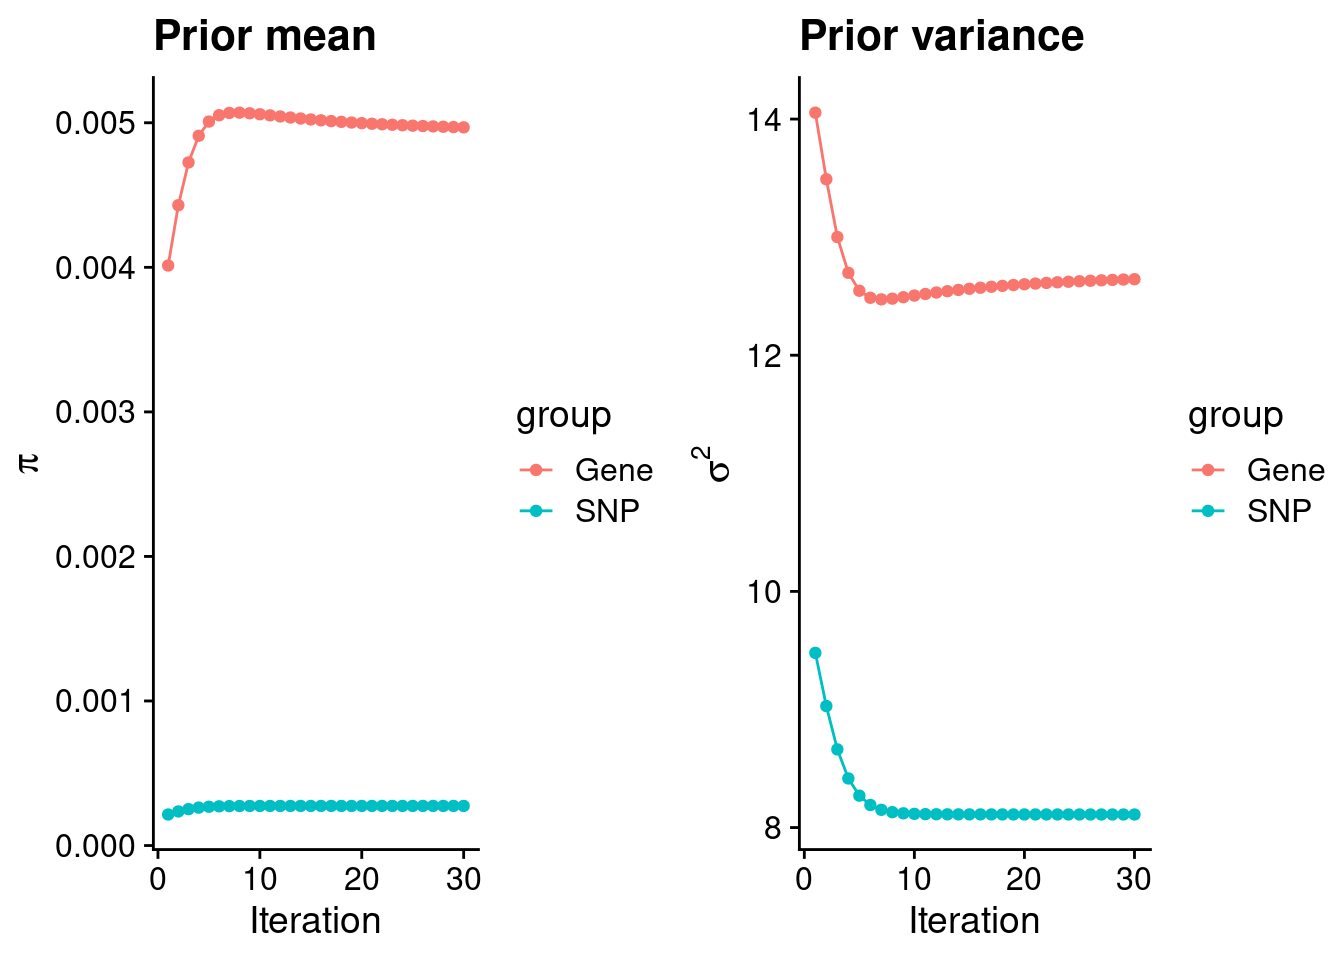 Prior mean
0.005
0.004
0.003
0.002
0.001
0.000
π
0 10 20 30
Iteration
group
Gene
SNP
Prior variance
14
12
10
8
σ²
0 10 20 30
Iteration
group
Gene
SNP